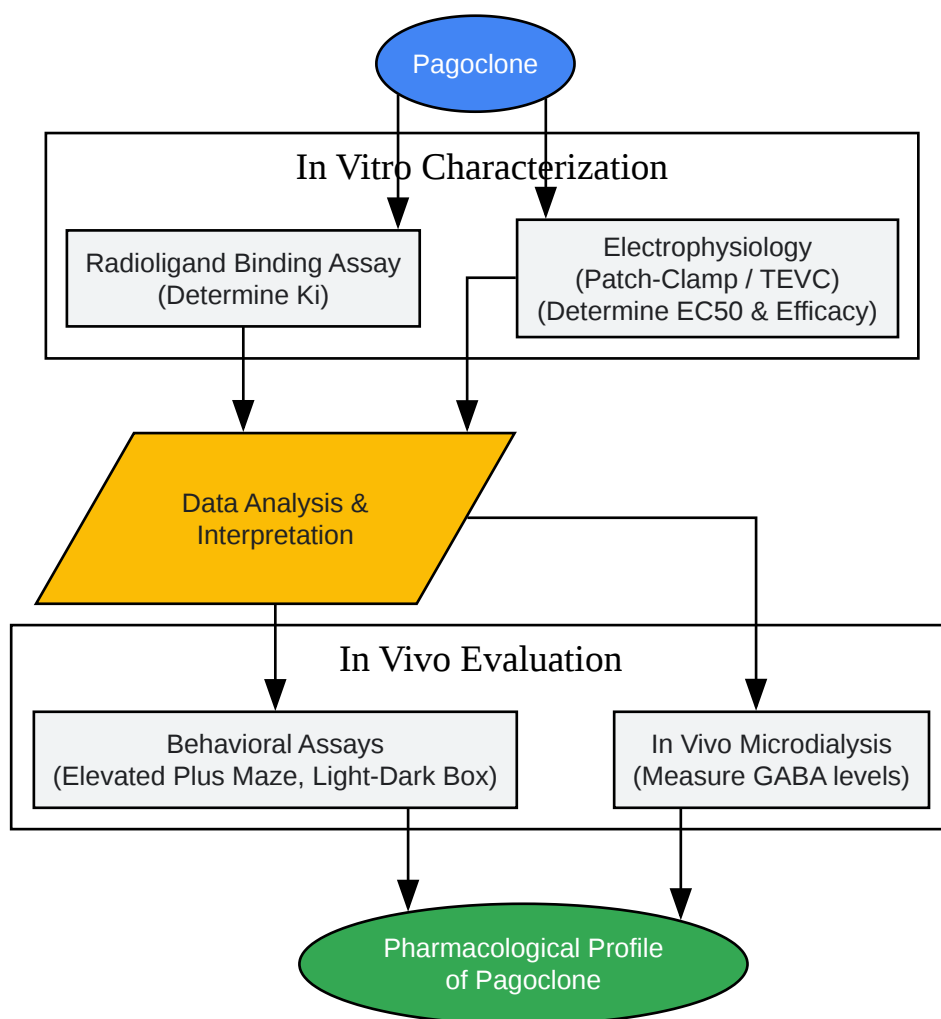 Pagoclone
In Vitro Characterization
Radioligand Binding Assay
(Determine Ki)
Electrophysiology
(Patch-Clamp / TEVC)
(Determine EC50 & Efficacy)
Data Analysis &
Interpretation
In Vivo Evaluation
Behavioral Assays
(Elevated Plus Maze, Light-Dark Box)
In Vivo Microdialysis
(Measure GABA levels)
Pharmacological Profile
of Pagoclone